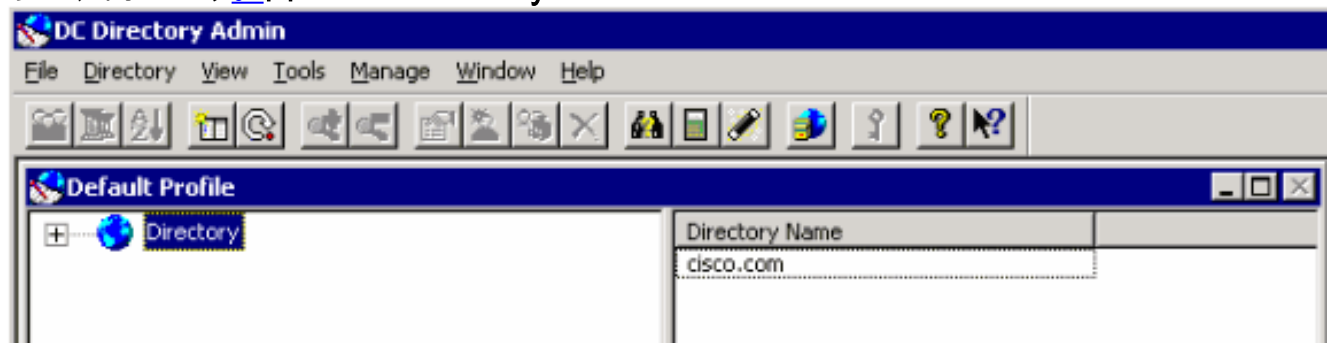 DC Directory Admin
File Directory View Tools Manage Window Help
Default Profile
Directory
Directory Name
cisco.com